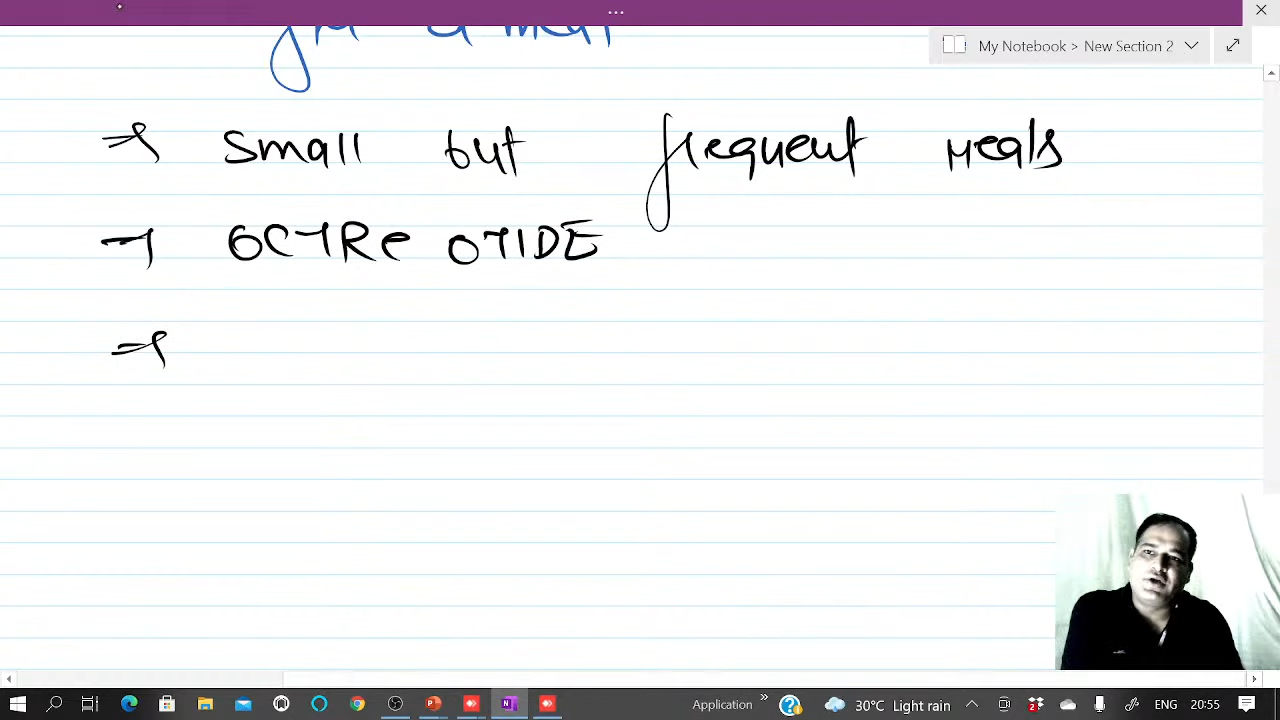 My Notebook > New Section 2
⇒ small but frequent meals
→ OCTRe OTIDE
⇒
Application
30°C Light rain
ENG
20:55